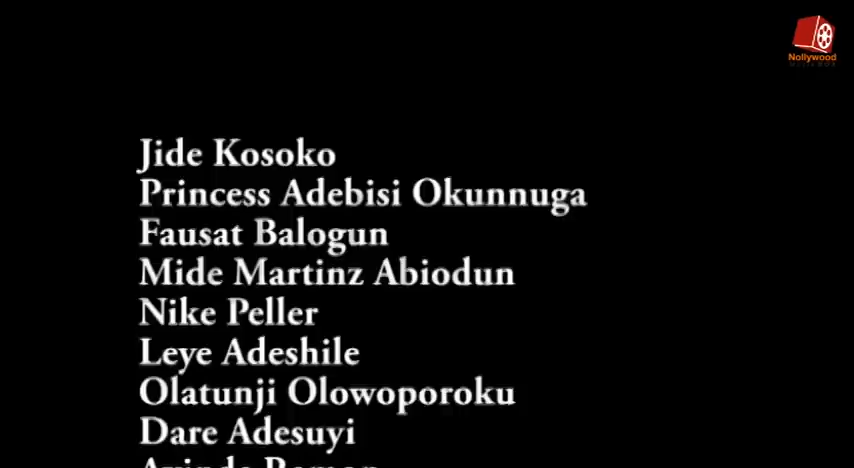 Nollywood
Jide Kosoko
Princess Adebisi Okunnuga
Fausat Balogun
Mide Martinz Abiodun
Nike Peller
Leye Adeshile
Olatunji Olowoporoku
Dare Adesuyi